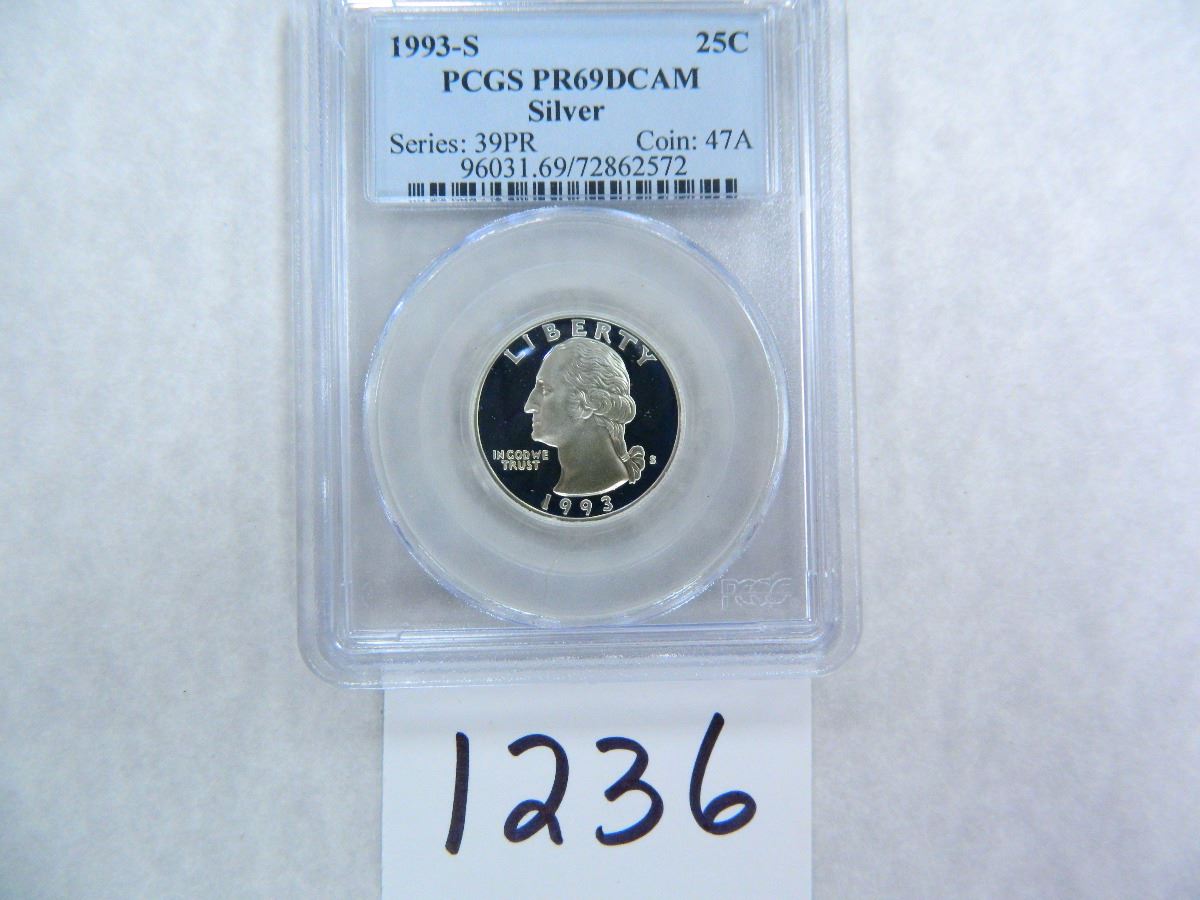 1993-S 25C
PCGS PR69DCAM
Silver
Series: 39PR Coin: 47A
96031.69/72862572
LIBERTY
IN GOD WE
TRUST
S
1993
PCGS
1236